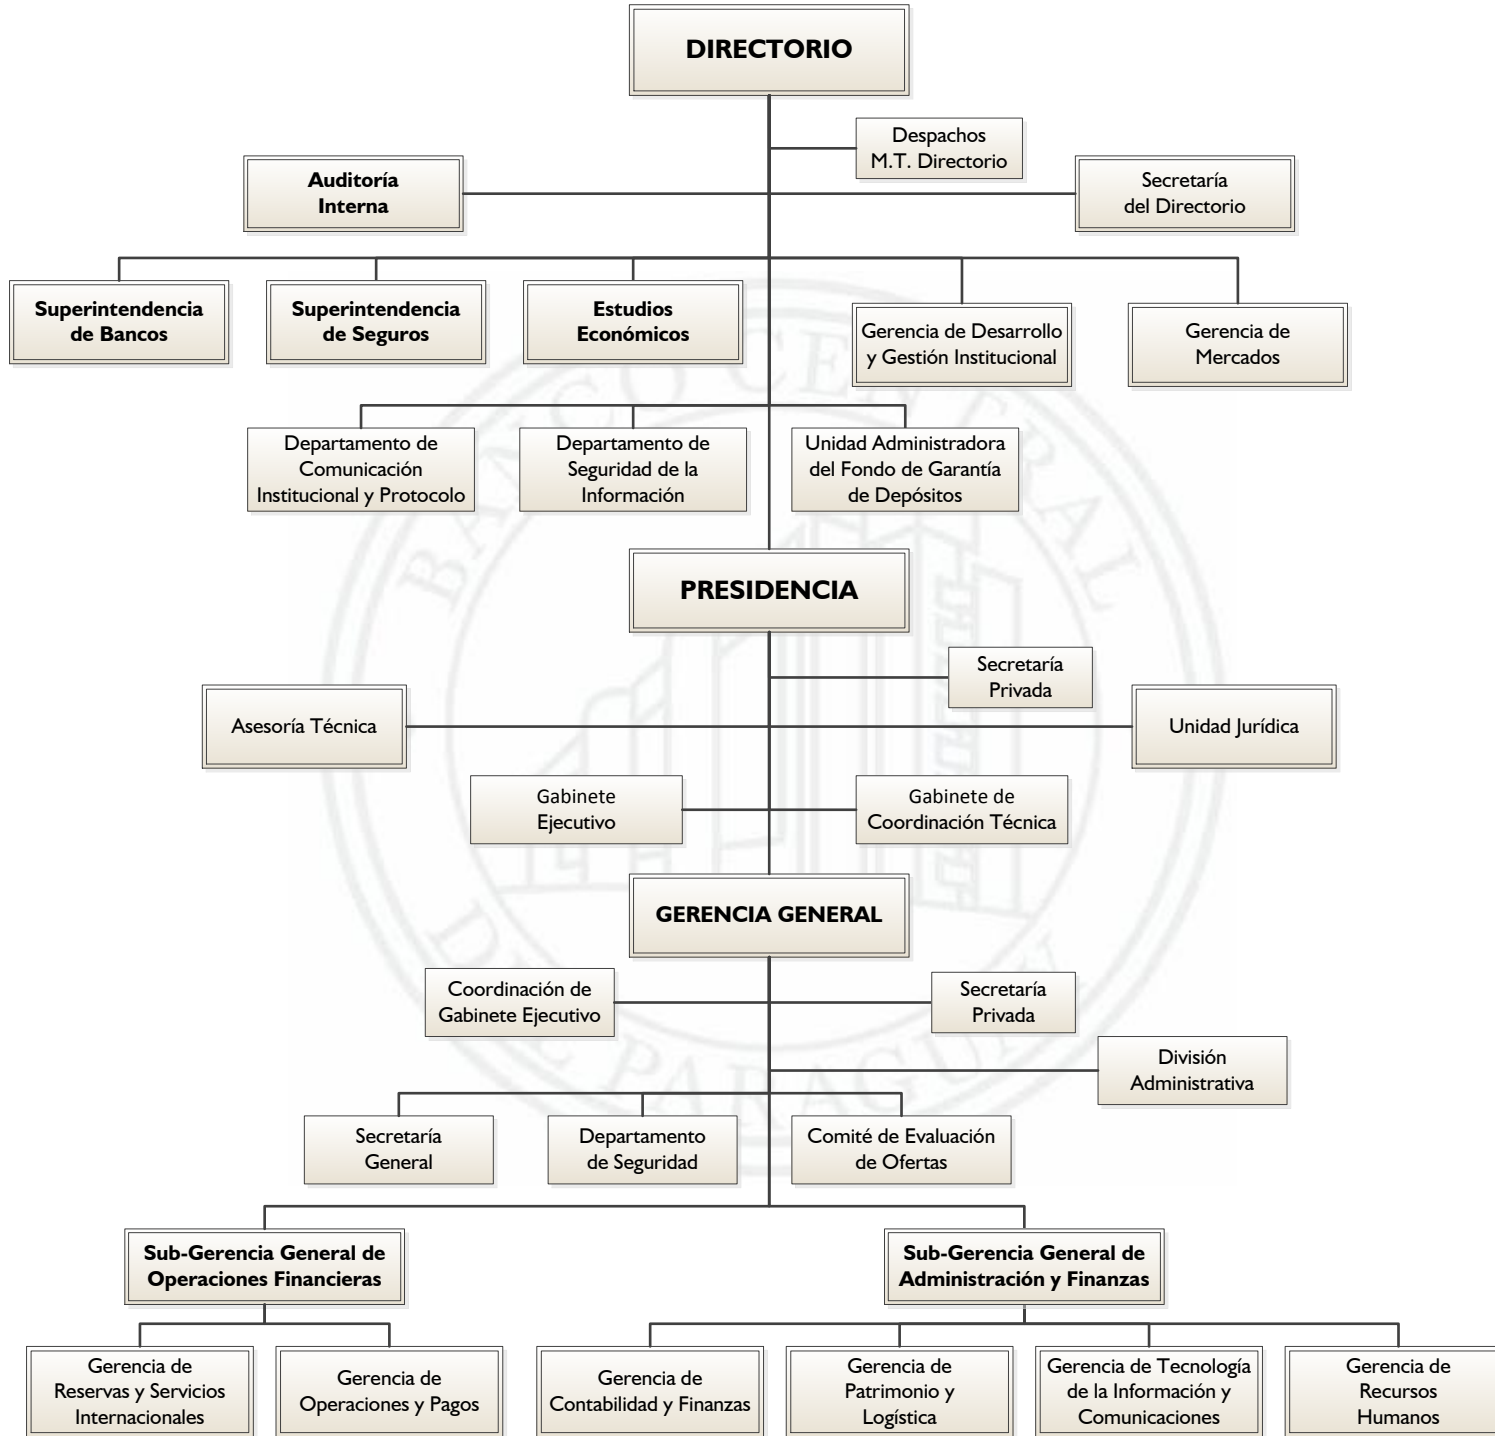 DIRECTORIO
Despachos
M.T. Directorio
Auditoría
Interna
Secretaría
del Directorio
Superintendencia
de Bancos
Superintendencia
de Seguros
Estudios
Económicos
Gerencia de Desarrollo
y Gestión Institucional
Gerencia de
Mercados
Departamento de
Comunicación
Institucional y Protocolo
Departamento de
Seguridad de la
Información
Unidad Administradora
del Fondo de Garantía
de Depósitos
PRESIDENCIA
Secretaría
Privada
Asesoría Técnica
Unidad Jurídica
Gabinete
Ejecutivo
Gabinete de
Coordinación Técnica
GERENCIA GENERAL
Coordinación de
Gabinete Ejecutivo
Secretaría
Privada
División
Administrativa
Secretaría
General
Departamento
de Seguridad
Comité de Evaluación
de Ofertas
Sub-Gerencia General de
Operaciones Financieras
Sub-Gerencia General de
Administración y Finanzas
Gerencia de
Reservas y Servicios
Internacionales
Gerencia de
Operaciones y Pagos
Gerencia de
Contabilidad y Finanzas
Gerencia de
Patrimonio y
Logística
Gerencia de Tecnología
de la Información y
Comunicaciones
Gerencia de
Recursos
Humanos
BANCO CENTRAL
DEL PARAGUAY